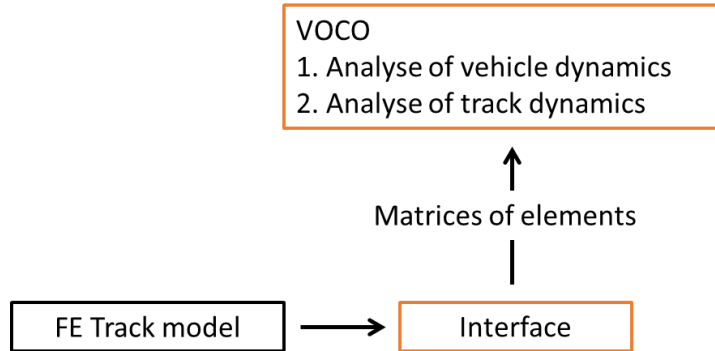 VOCO
1. Analyse of vehicle dynamics
2. Analyse of track dynamics
Matrices of elements
FE Track model
Interface